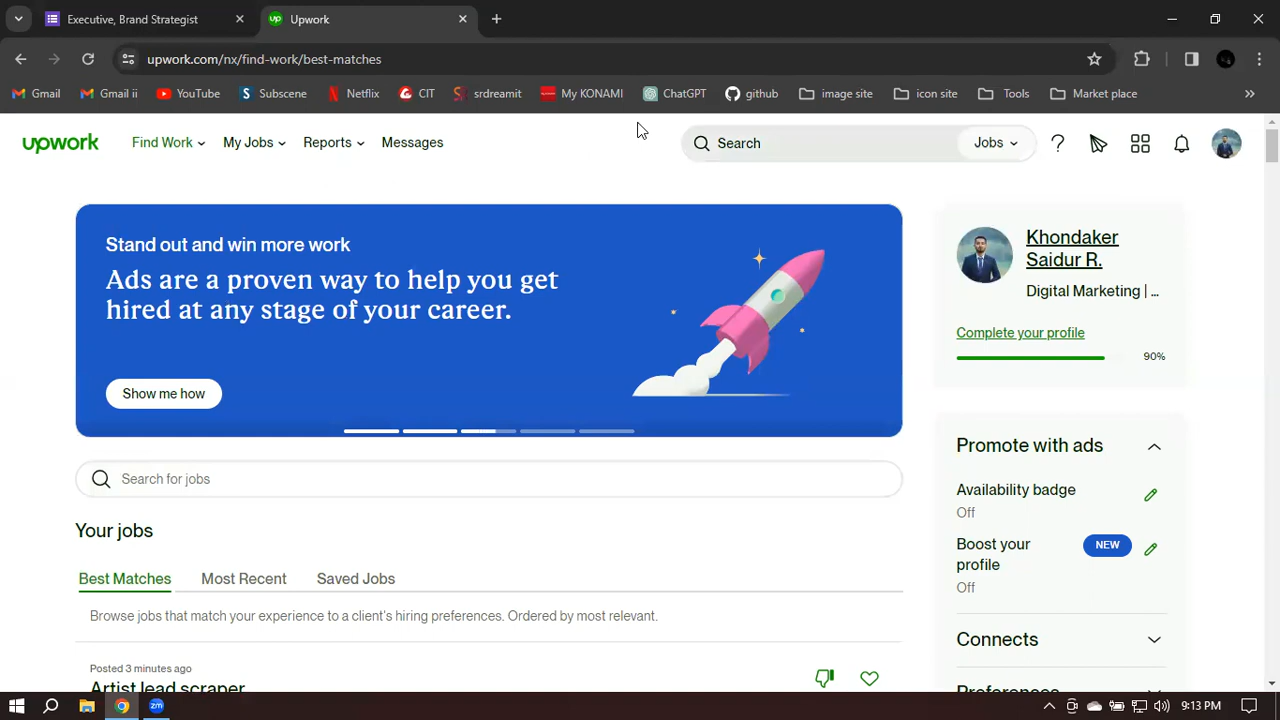 Executive, Brand Strategist
Upwork
upwork.com/nx/find-work/best-matches
Gmail
Gmail ii
YouTube
Subscene
Netflix
CIT
srdreamit
My KONAMI
ChatGPT
github
image site
icon site
Tools
Market place
upwork
Find Work
My Jobs
Reports
Messages
Search
Jobs
Stand out and win more work
Ads are a proven way to help you get
hired at any stage of your career.
Show me how
Khondaker
Saidur R.
Digital Marketing | ...
Complete your profile
90%
Search for jobs
Promote with ads
Availability badge
Off
Boost your
profile
NEW
Off
Your jobs
Best Matches
Most Recent
Saved Jobs
Browse jobs that match your experience to a client's hiring preferences. Ordered by most relevant.
Connects
Posted 3 minutes ago
Artist lead scraper
Preferences
zm
9:13 PM